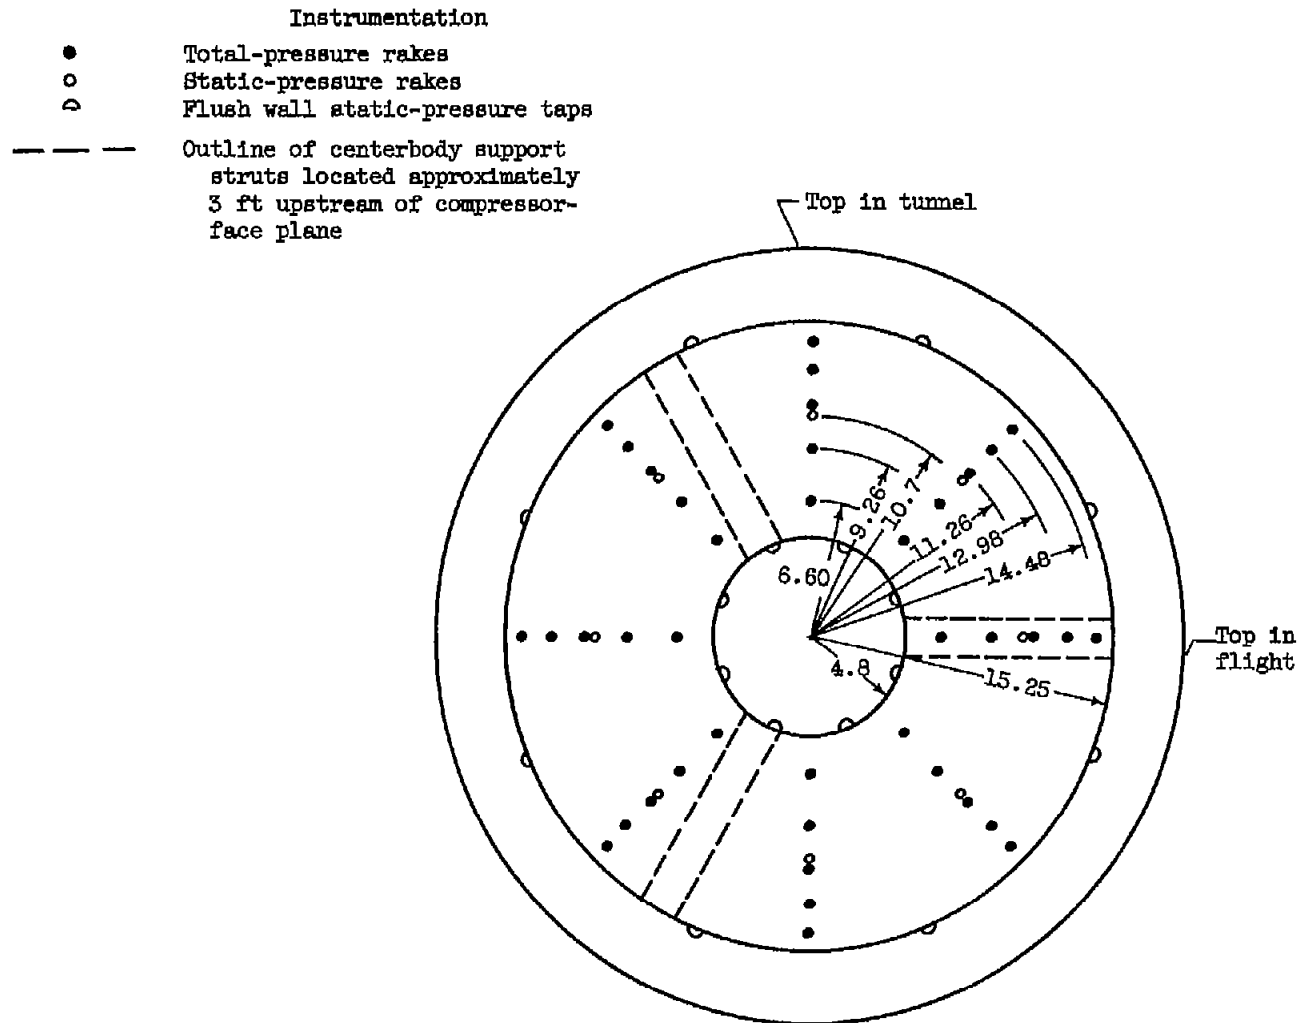 Instrumentation
Total-pressure rakes
Static-pressure rakes
Flush wall static-pressure taps
Outline of centerbody support
struts located approximately
3 ft upstream of compressor-
face plane
Top in tunnel
9.26
10.7
11.26
12.98
14.48
6.60
4.8
15.25
Top in
flight